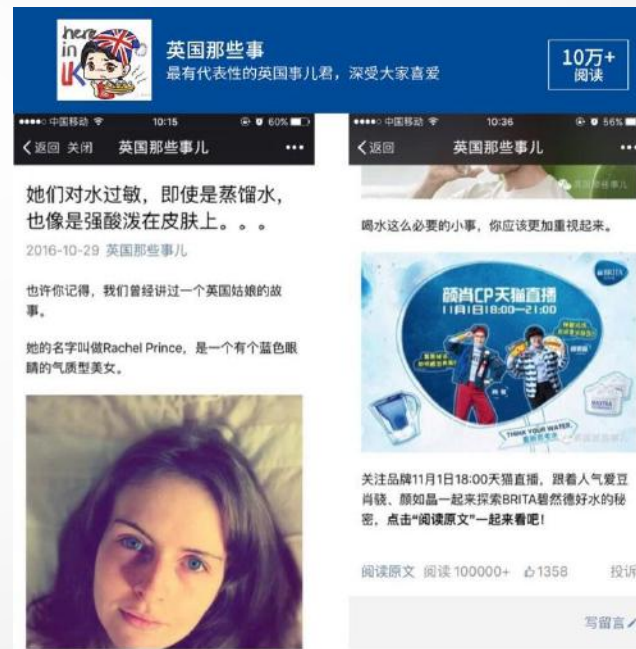 here
in
UK
英国那些事
最有代表性的英国事儿君，深受大家喜爱
10万+
阅读
中国移动 10:15 60%
返回 关闭 英国那些事儿
她们对水过敏，即使是蒸馏水，
也像是强酸泼在皮肤上。。。
2016-10-29 英国那些事儿
也许你记得，我们曾经讲过一个英国姑娘的故
事。
她的名字叫做Rachel Prince，是一个有个蓝色眼
睛的气质型美女。
中国移动 10:36 56%
返回 英国那些事儿
英国那些事儿
喝水这么必要的小事，你应该更加重视起来。
BRITA
颜肖CP天猫直播
11月1日18:00—21:00
THINK YOUR WATER
MAXTRA
关注品牌11月1日18:00天猫直播，跟着人气爱豆
肖骁、颜如晶一起来探索BRITA碧然德好水的秘
密，点击“阅读原文”一起来看吧！
阅读原文 阅读 100000+ 1358 投诉
写留言